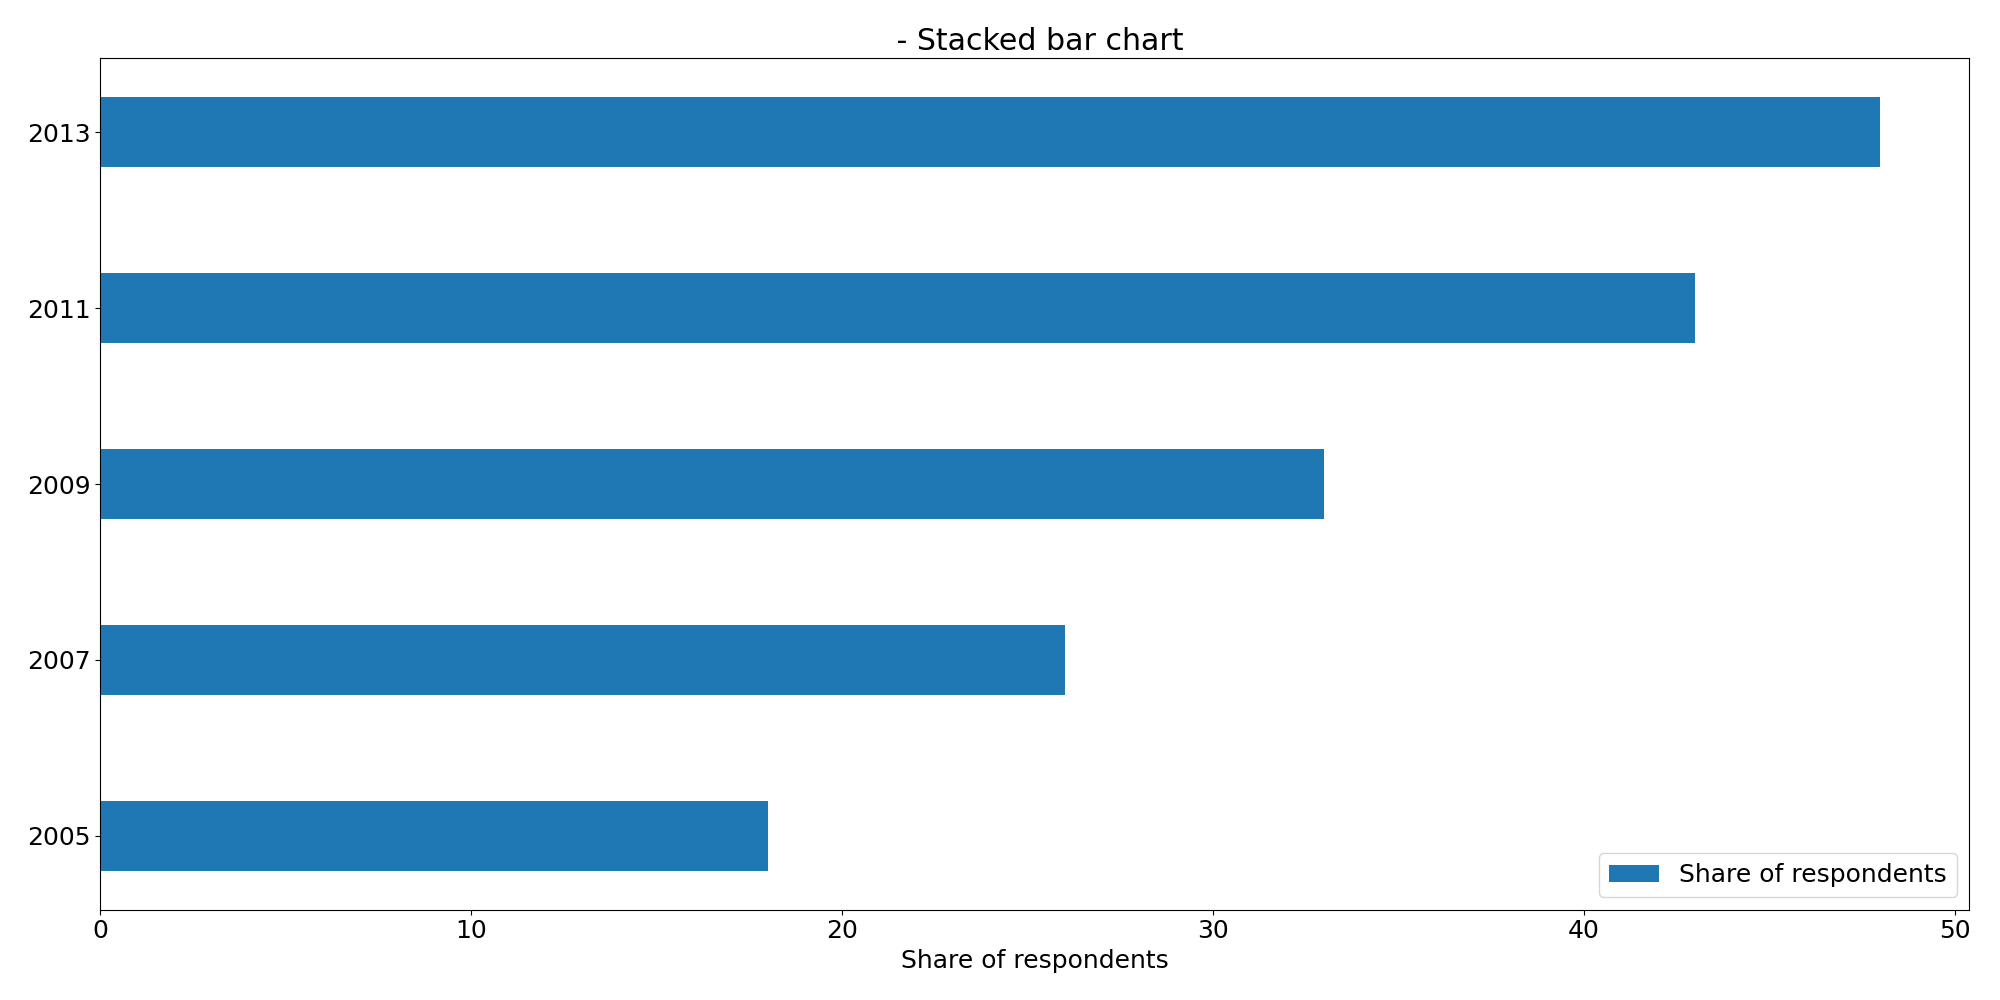 - Stacked bar chart
2013
2011
2009
2007
2005
Share of respondents
0 10 20 30 40 50
Share of respondents